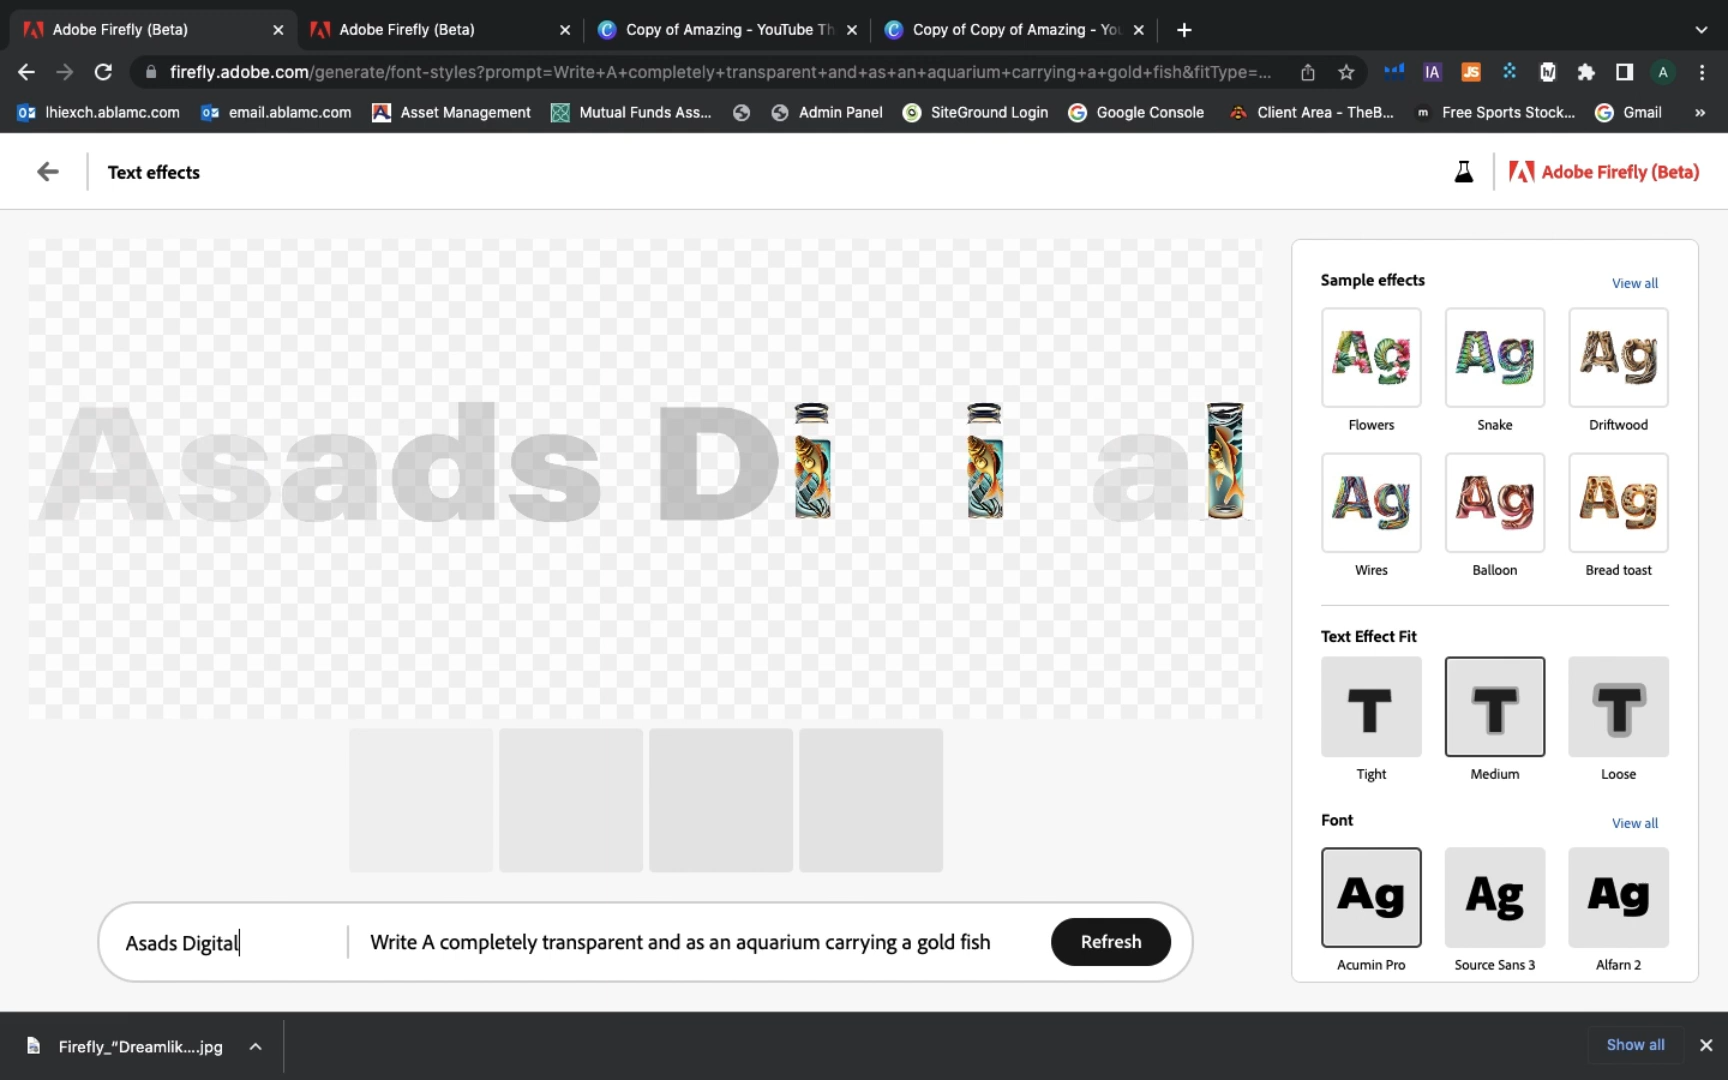 Adobe Firefly (Beta)
Adobe Firefly (Beta)
Copy of Amazing - YouTube Th
Copy of Copy of Amazing - You
firefly.adobe.com/generate/font-styles?prompt=Write+A+completely+transparent+and+as+an+aquarium+carrying+a+gold+fish&fitType=...
IA
JS
A
lhiexch.ablamc.com
email.ablamc.com
Asset Management
Mutual Funds Ass...
Admin Panel
SiteGround Login
Google Console
Client Area - TheB...
Free Sports Stock...
Gmail
»
Text effects
Adobe Firefly (Beta)
Asads Di i al
Sample effects
View all
Ag Ag Ag
Flowers Snake Driftwood
Ag Ag Ag
Wires Balloon Bread toast
Text Effect Fit
T T T
Tight Medium Loose
Font
View all
Ag Ag Ag
Acumin Pro Source Sans 3 Alfarn 2
Asads Digital
Write A completely transparent and as an aquarium carrying a gold fish
Refresh
Firefly_"Dreamlik....jpg
Show all